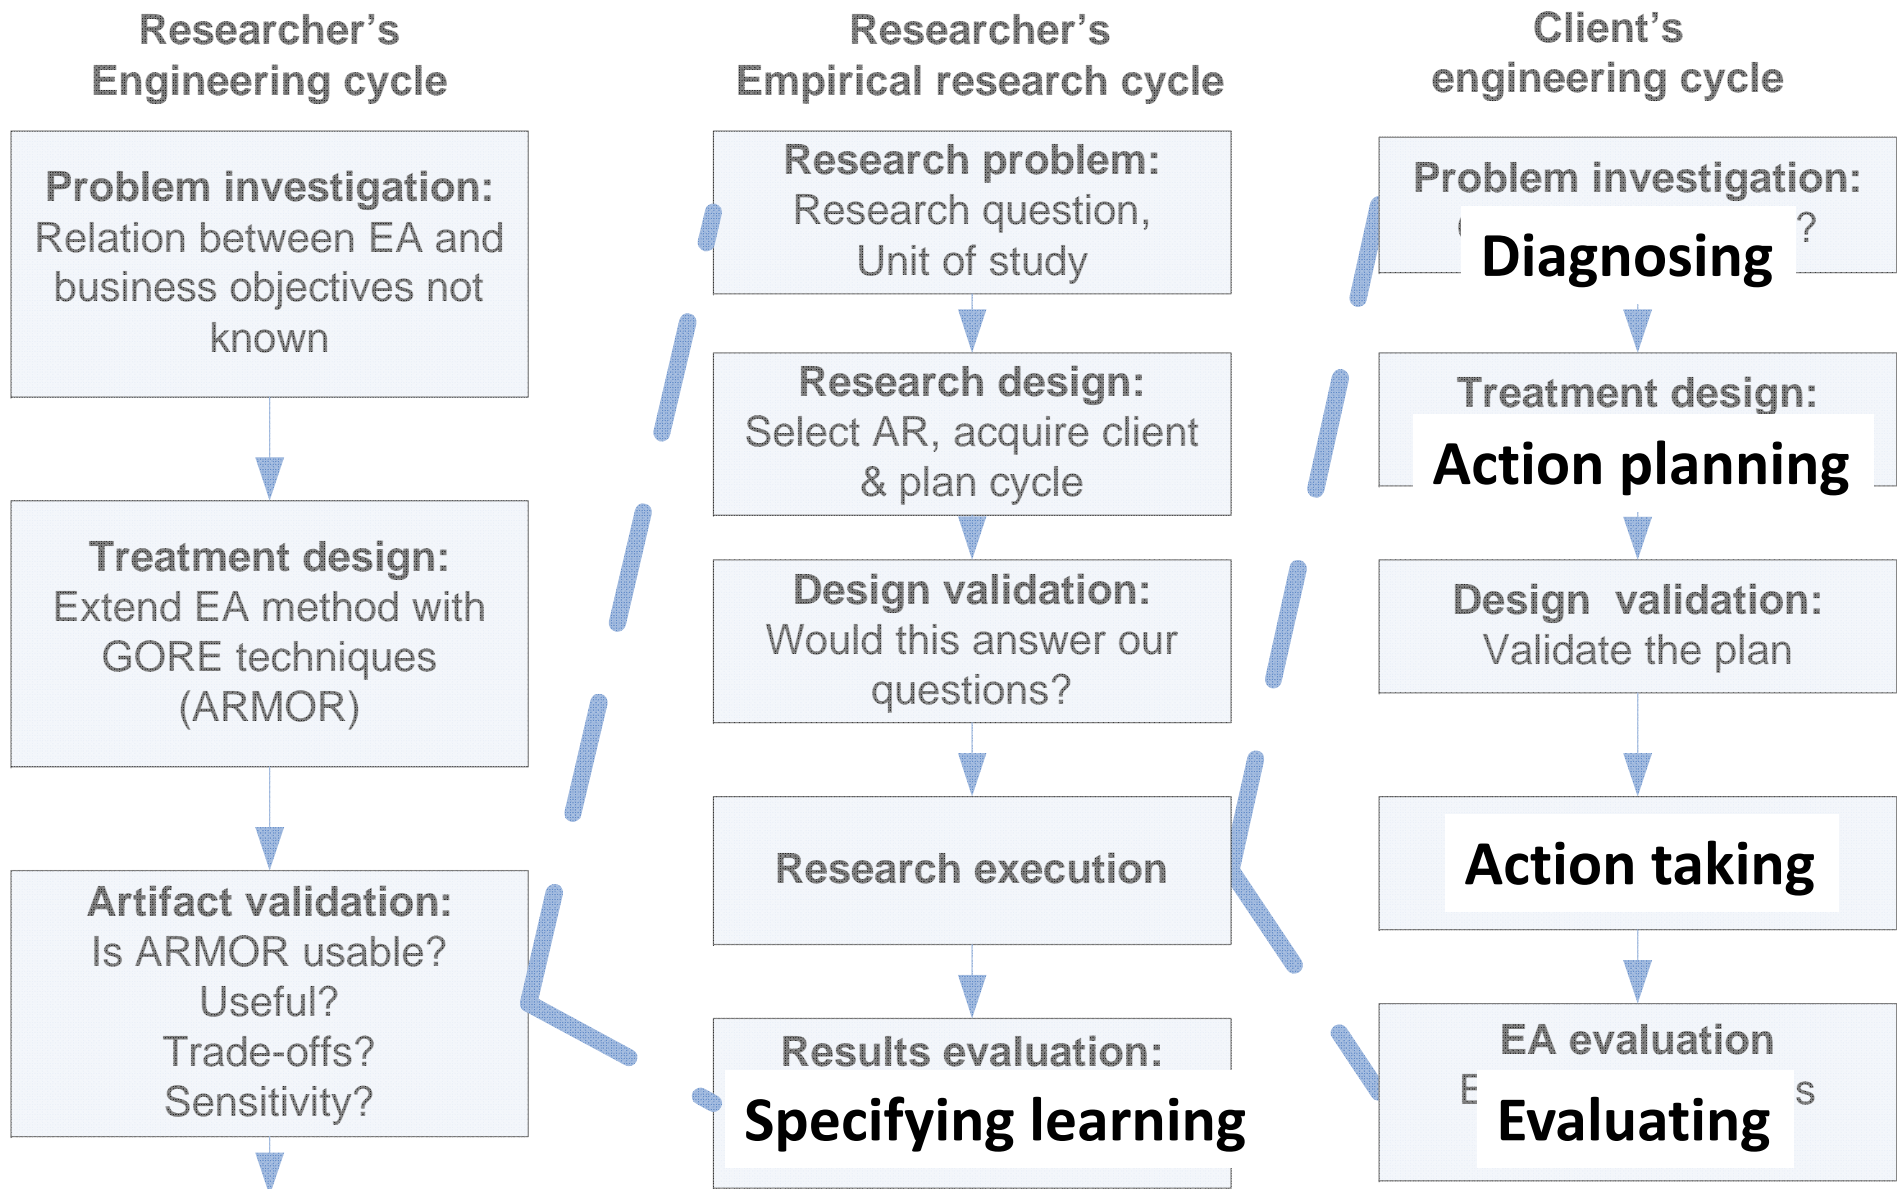 Researcher's
Engineering cycle
Problem investigation:
Relation between EA and
business objectives not
known
Treatment design:
Extend EA method with
GORE techniques
(ARMOR)
Artifact validation:
Is ARMOR usable?
Useful?
Trade-offs?
Sensitivity?
Researcher's
Empirical research cycle
Research problem:
Research question,
Unit of study
Research design:
Select AR, acquire client
& plan cycle
Design validation:
Would this answer our
questions?
Research execution
Results evaluation:
Specifying learning
Client's
engineering cycle
Problem investigation:
?
Diagnosing
Treatment design:
Action planning
Design validation:
Validate the plan
Action taking
EA evaluation
Evaluating